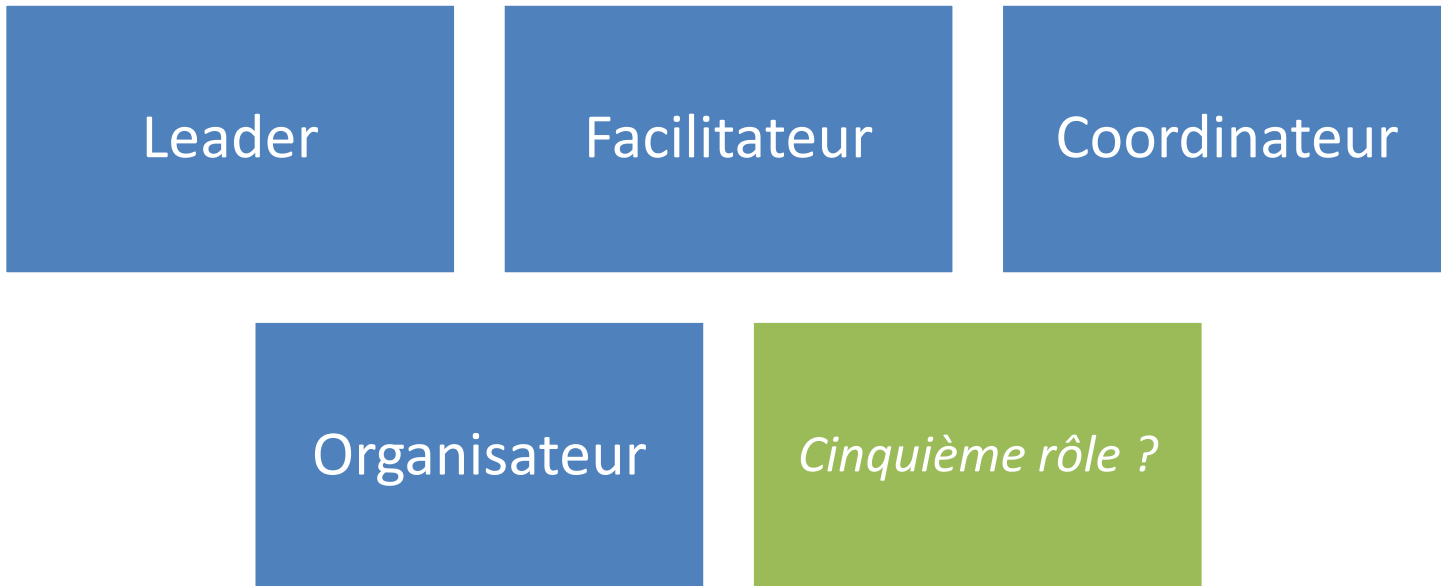 Leader
Facilitateur
Coordinateur
Organisateur
Cinquième rôle ?